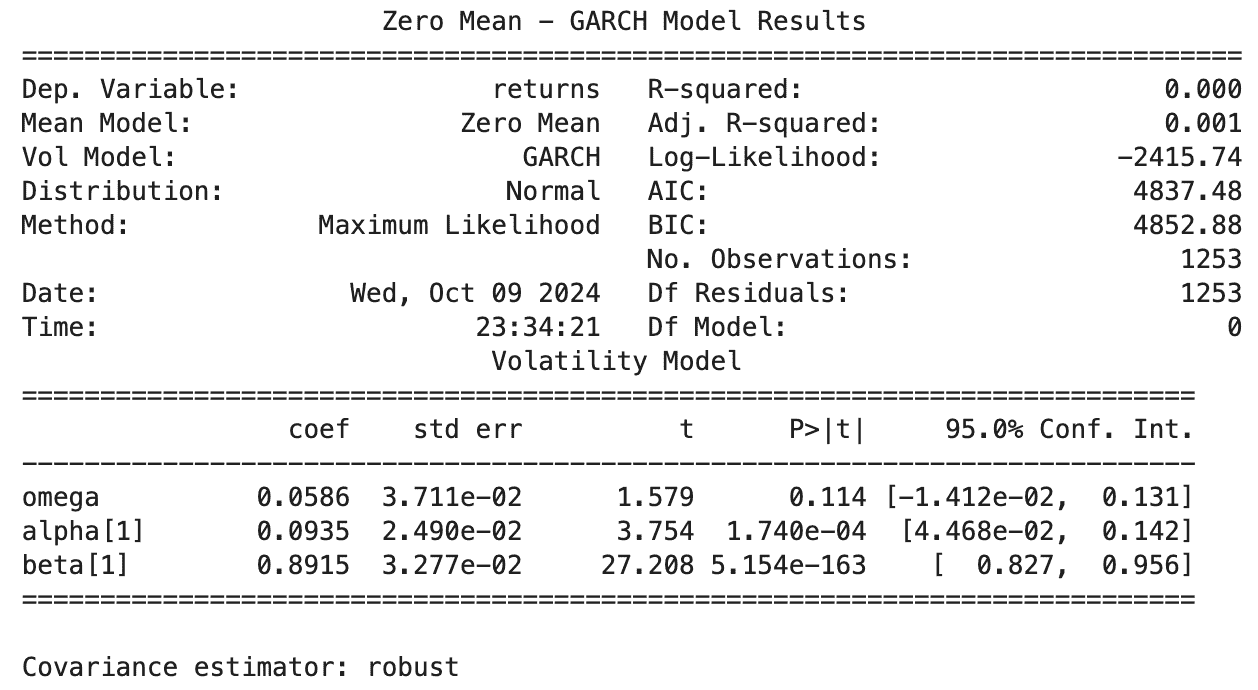 Zero Mean - GARCH Model Results
==============================================================================
Dep. Variable:                returns   R-squared:                       0.000
Mean Model:                 Zero Mean   Adj. R-squared:                  0.001
Vol Model:                      GARCH   Log-Likelihood:               -2415.74
Distribution:                  Normal   AIC:                           4837.48
Method:            Maximum Likelihood   BIC:                           4852.88
                                        No. Observations:                 1253
Date:                Wed, Oct 09 2024   Df Residuals:                     1253
Time:                        23:34:21   Df Model:                            0
                              Volatility Model
===========================================================================
                 coef    std err          t      P>|t|     95.0% Conf. Int.
---------------------------------------------------------------------------
omega          0.0586  3.711e-02      1.579      0.114 [-1.412e-02,  0.131]
alpha[1]       0.0935  2.490e-02      3.754  1.740e-04  [4.468e-02,  0.142]
beta[1]        0.8915  3.277e-02     27.208 5.154e-163    [  0.827,  0.956]
===========================================================================
Covariance estimator: robust